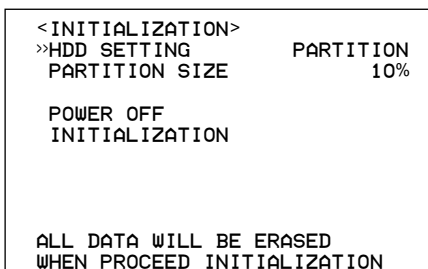 <INITIALIZATION>
»HDD SETTING PARTITION
PARTITION SIZE 10%
POWER OFF
INITIALIZATION
ALL DATA WILL BE ERASED
WHEN PROCEED INITIALIZATION